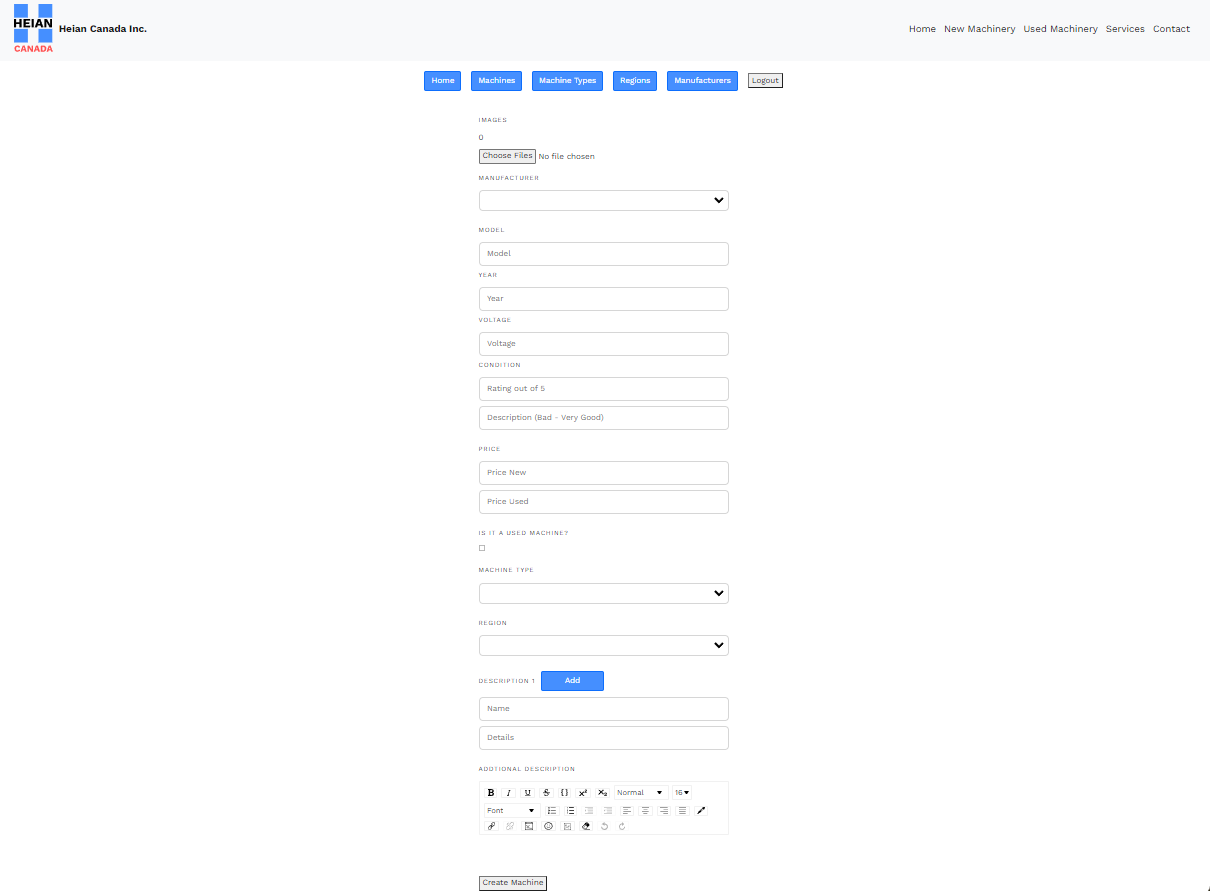 HEIAN
CANADA
Heian Canada Inc.
Home New Machinery Used Machinery Services Contact
Home Machines Machine Types Regions Manufacturers Logout
IMAGES
0
Choose Files No file chosen
MANUFACTURER
MODEL
Model
YEAR
Year
VOLTAGE
Voltage
CONDITION
Rating out of 5
Description (Bad - Very Good)
PRICE
Price New
Price Used
IS IT A USED MACHINE?
MACHINE TYPE
REGION
DESCRIPTION 1 Add
Name
Details
ADDTIONAL DESCRIPTION
B I U S {} x² X₂ Normal 16
Font
Create Machine